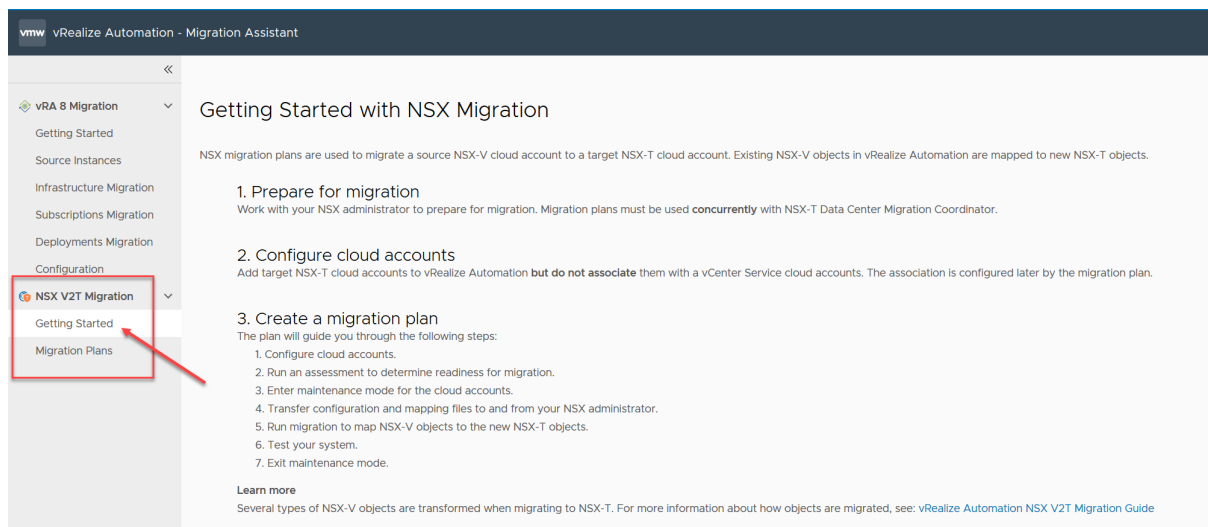 vmw vRealize Automation - Migration Assistant
vRA 8 Migration
Getting Started
Source Instances
Infrastructure Migration
Subscriptions Migration
Deployments Migration
Configuration
NSX V2T Migration
Getting Started
Migration Plans
Getting Started with NSX Migration
NSX migration plans are used to migrate a source NSX-V cloud account to a target NSX-T cloud account. Existing NSX-V objects in vRealize Automation are mapped to new NSX-T objects.
1. Prepare for migration
Work with your NSX administrator to prepare for migration. Migration plans must be used concurrently with NSX-T Data Center Migration Coordinator.
2. Configure cloud accounts
Add target NSX-T cloud accounts to vRealize Automation but do not associate them with a vCenter Service cloud accounts. The association is configured later by the migration plan.
3. Create a migration plan
The plan will guide you through the following steps:
1. Configure cloud accounts.
2. Run an assessment to determine readiness for migration.
3. Enter maintenance mode for the cloud accounts.
4. Transfer configuration and mapping files to and from your NSX administrator.
5. Run migration to map NSX-V objects to the new NSX-T objects.
6. Test your system.
7. Exit maintenance mode.
Learn more
Several types of NSX-V objects are transformed when migrating to NSX-T. For more information about how objects are migrated, see: vRealize Automation NSX V2T Migration Guide